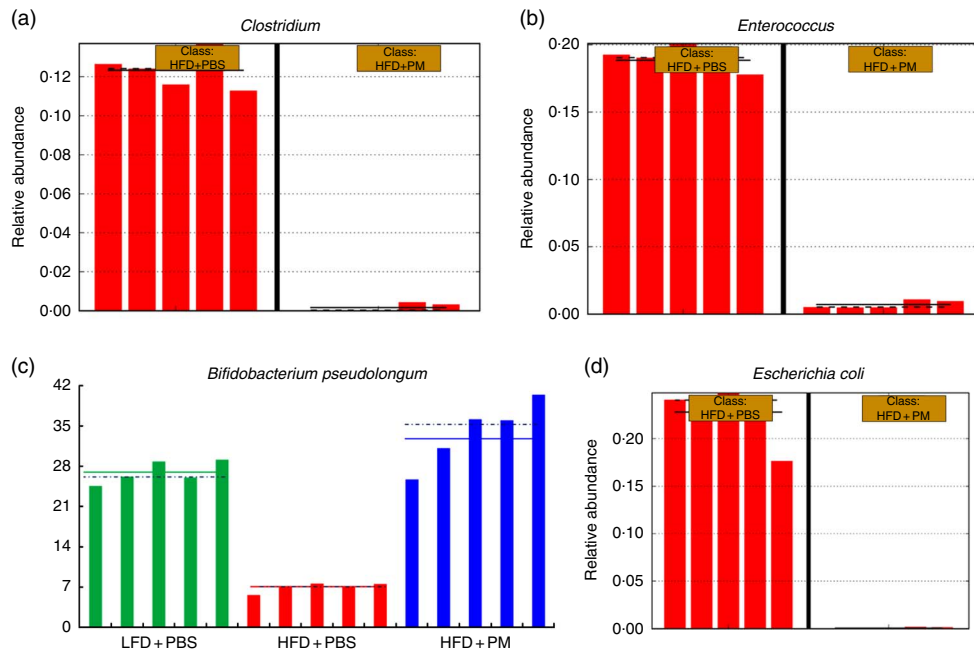 (a)
Clostridium
Relative abundance
0·12
0·10
0·08
0·06
0·04
0·02
0·00
Class:
HFD+PBS
Class:
HFD+PM
(b)
Enterococcus
Relative abundance
0·20
0·15
0·10
0·05
0·00
Class:
HFD+PBS
Class:
HFD+PM
(c)
Bifidobacterium pseudolongum
42
35
28
21
14
7
0
LFD+PBS
HFD+PBS
HFD+PM
(d)
Escherichia coli
Relative abundance
0·20
0·15
0·10
0·05
0·00
Class:
HFD+PBS
Class:
HFD+PM